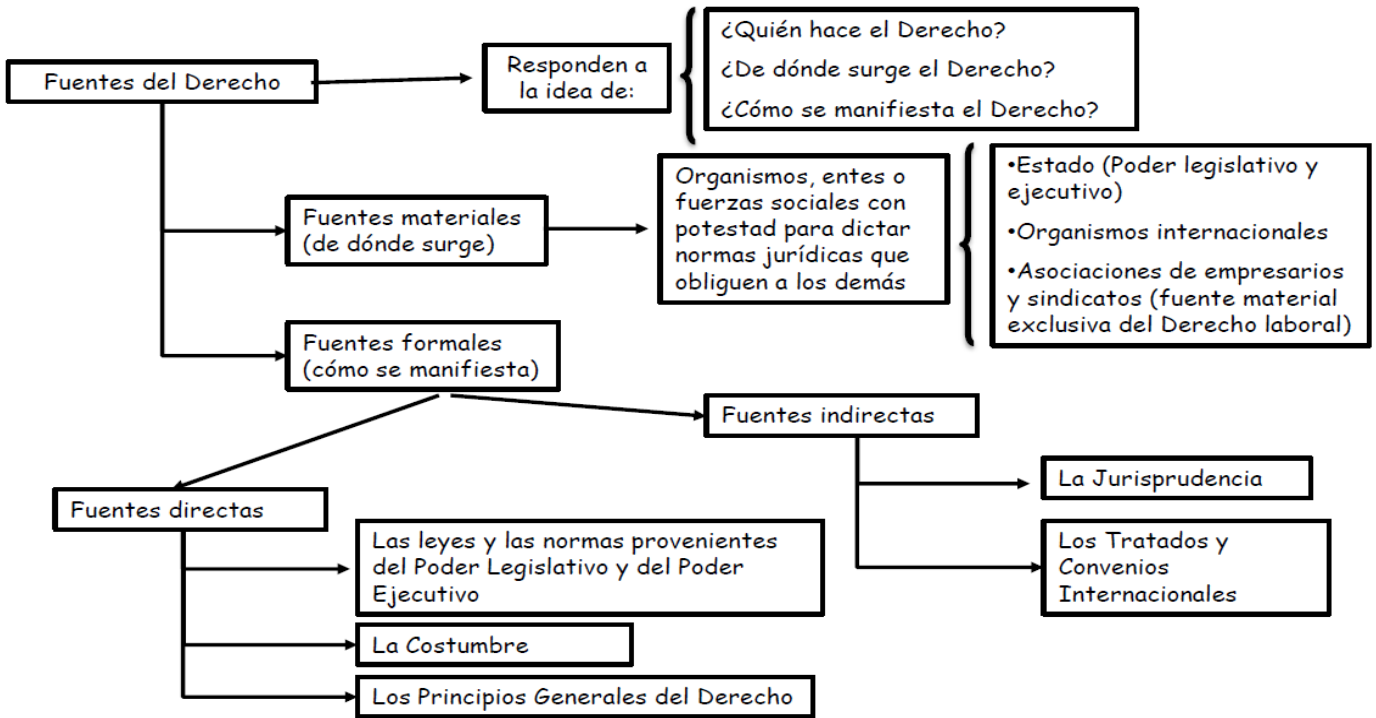 Fuentes del Derecho
Responden a
la idea de:
¿Quién hace el Derecho?
¿De dónde surge el Derecho?
¿Cómo se manifiesta el Derecho?
Fuentes materiales
(de dónde surge)
Organismos, entes o
fuerzas sociales con
potestad para dictar
normas jurídicas que
obliguen a los demás
•Estado (Poder legislativo y
ejecutivo)
•Organismos internacionales
•Asociaciones de empresarios
y sindicatos (fuente material
exclusiva del Derecho laboral)
Fuentes formales
(cómo se manifiesta)
Fuentes indirectas
La Jurisprudencia
Los Tratados y
Convenios
Internacionales
Fuentes directas
Las leyes y las normas provenientes
del Poder Legislativo y del Poder
Ejecutivo
La Costumbre
Los Principios Generales del Derecho